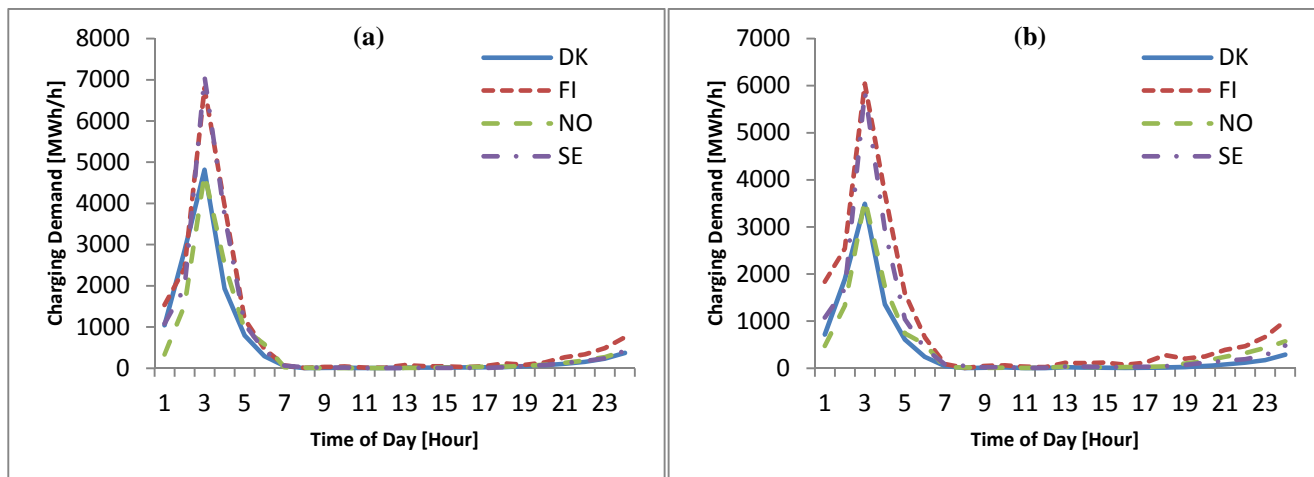 (a)
8000
7000
6000
5000
4000
3000
2000
1000
0
Charging Demand [MWh/h]
DK
FI
NO
SE
1 3 5 7 9 11 13 15 17 19 21 23
Time of Day [Hour]
(b)
7000
6000
5000
4000
3000
2000
1000
0
Charging Demand [MWh/h]
DK
FI
NO
SE
1 3 5 7 9 11 13 15 17 19 21 23
Time of Day [Hour]